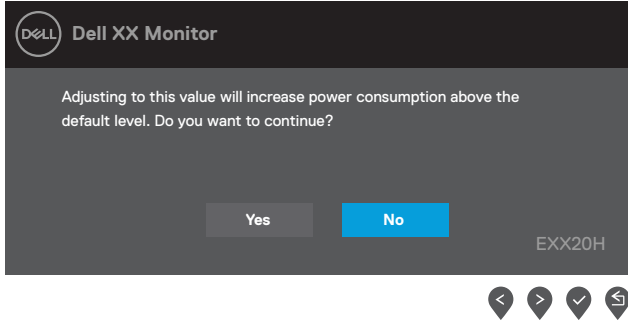 DELL
Dell XX Monitor
Adjusting to this value will increase power consumption above the
default level. Do you want to continue?
Yes No
EXX20H